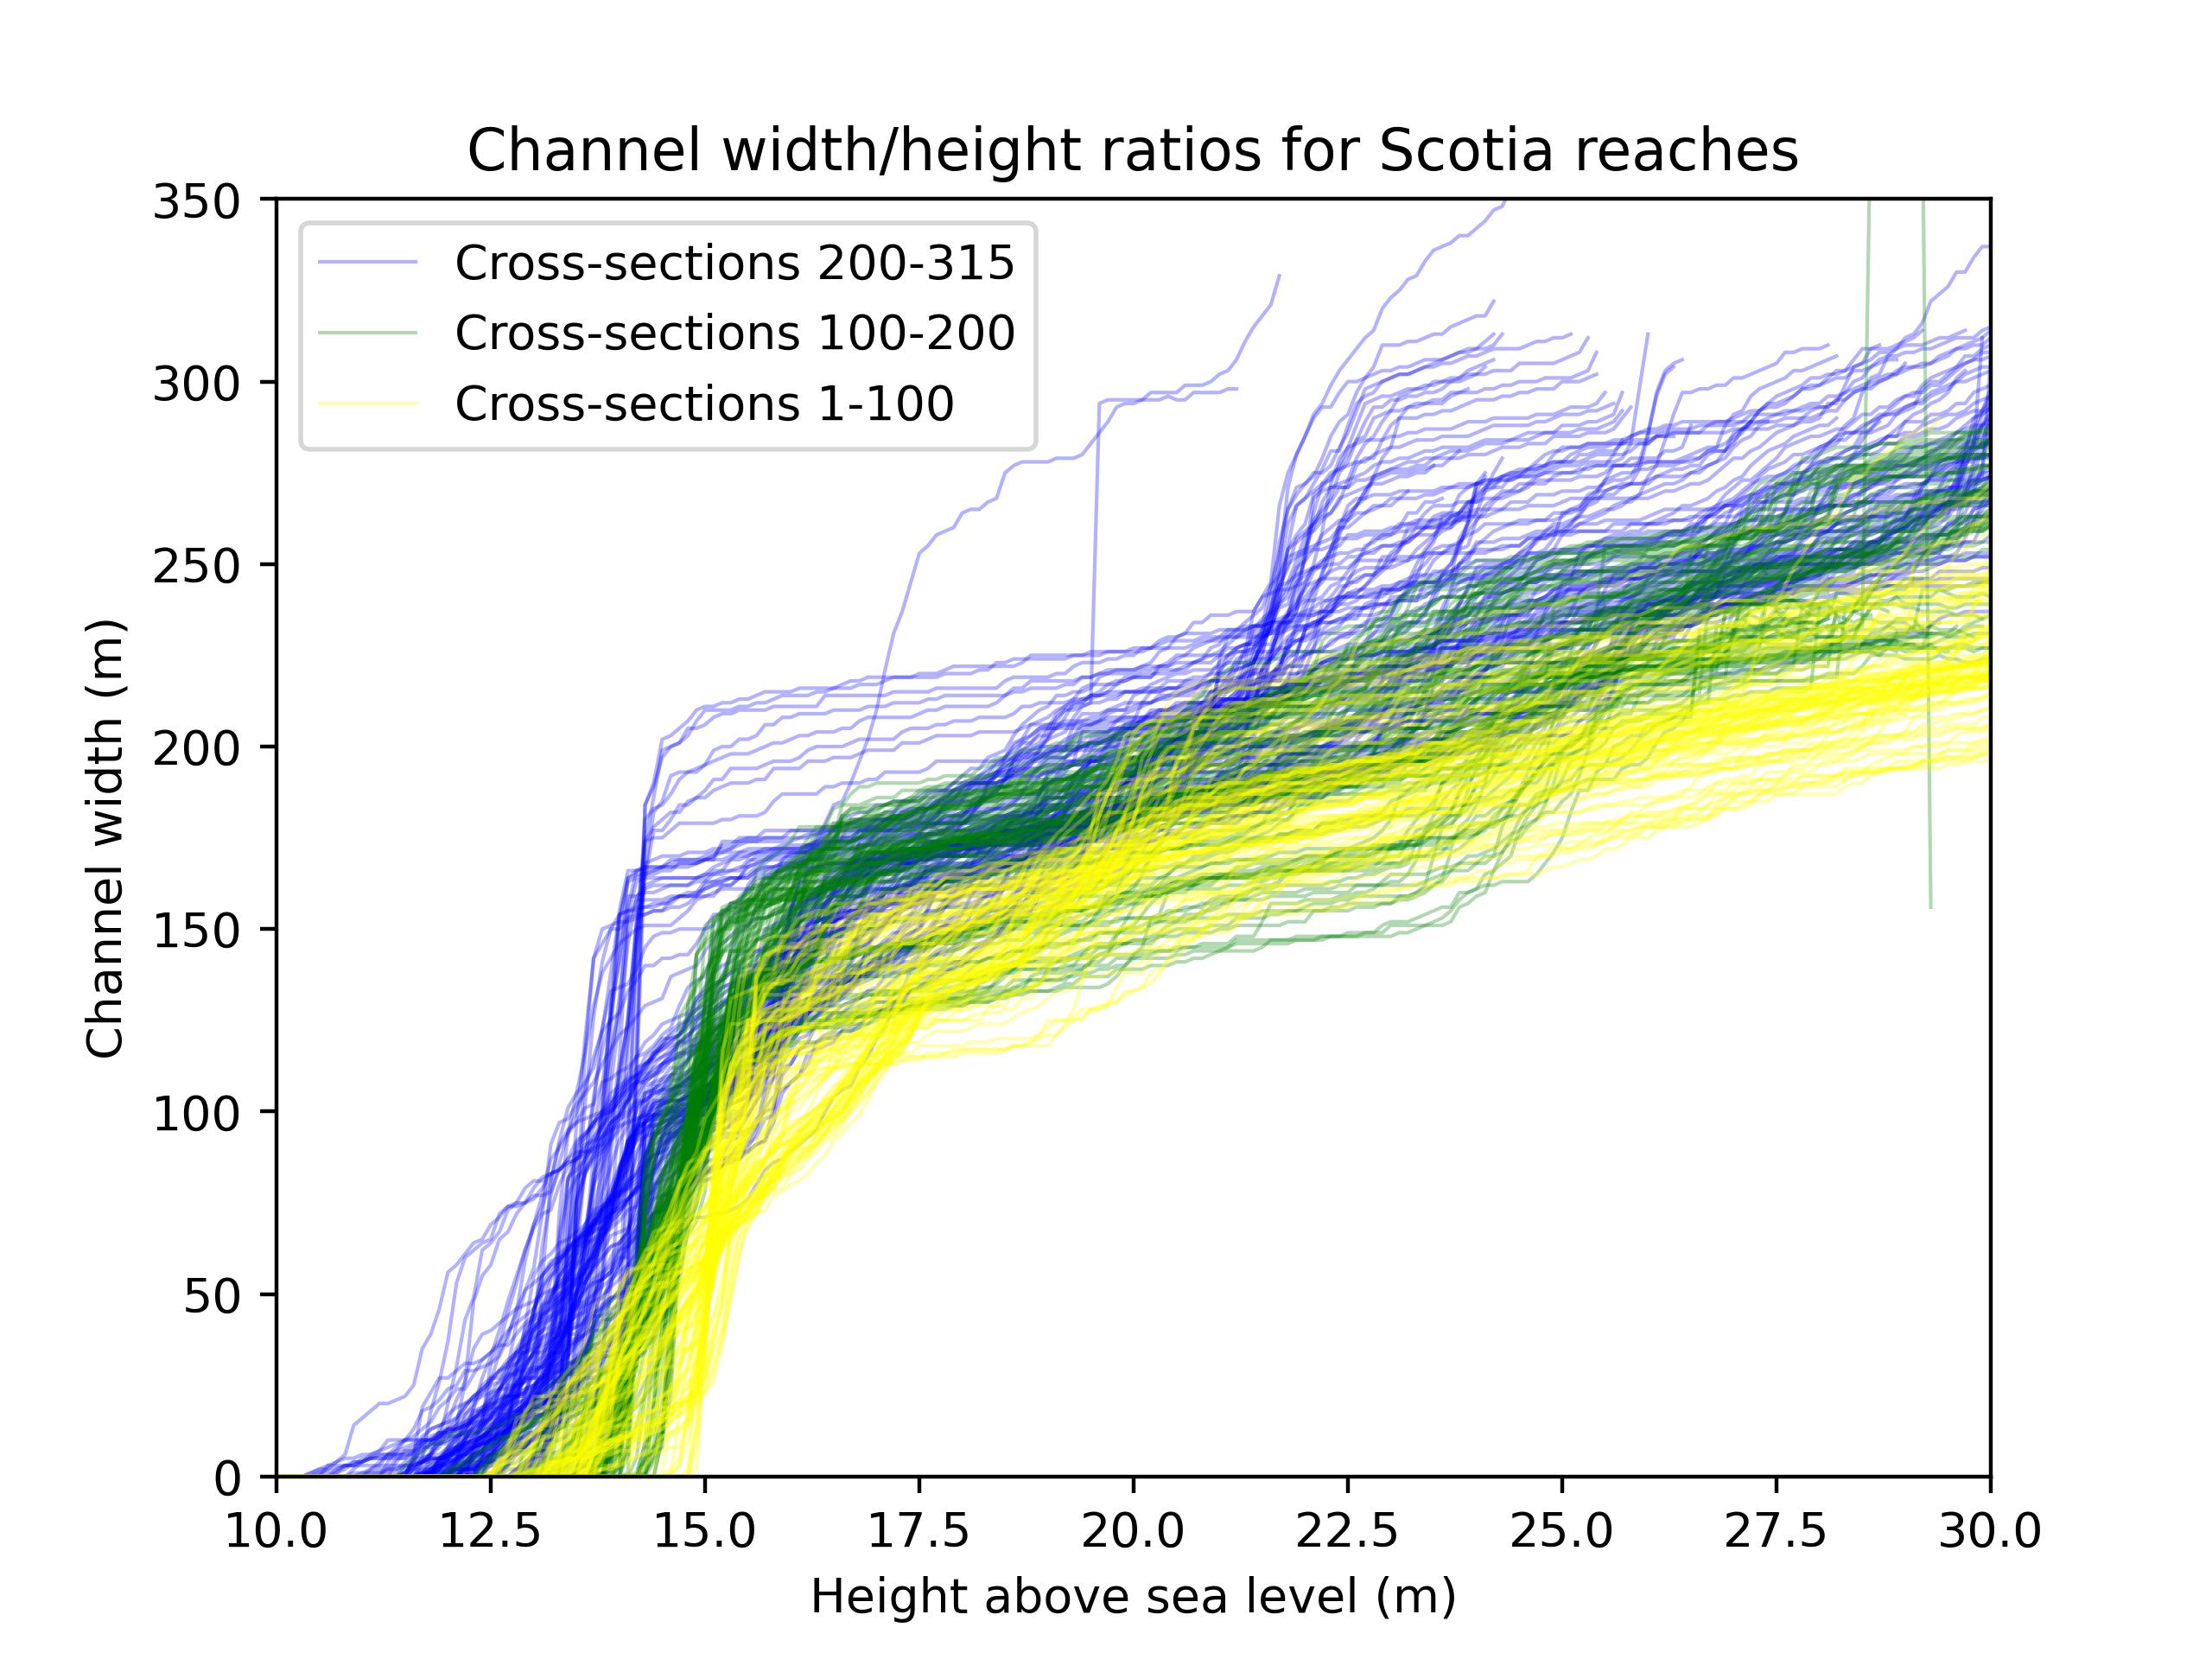 Channel width/height ratios for Scotia reaches
350
300
250
200
150
100
50
0
Channel width (m)
Cross-sections 200-315
Cross-sections 100-200
Cross-sections 1-100
10.0 12.5 15.0 17.5 20.0 22.5 25.0 27.5 30.0
Height above sea level (m)